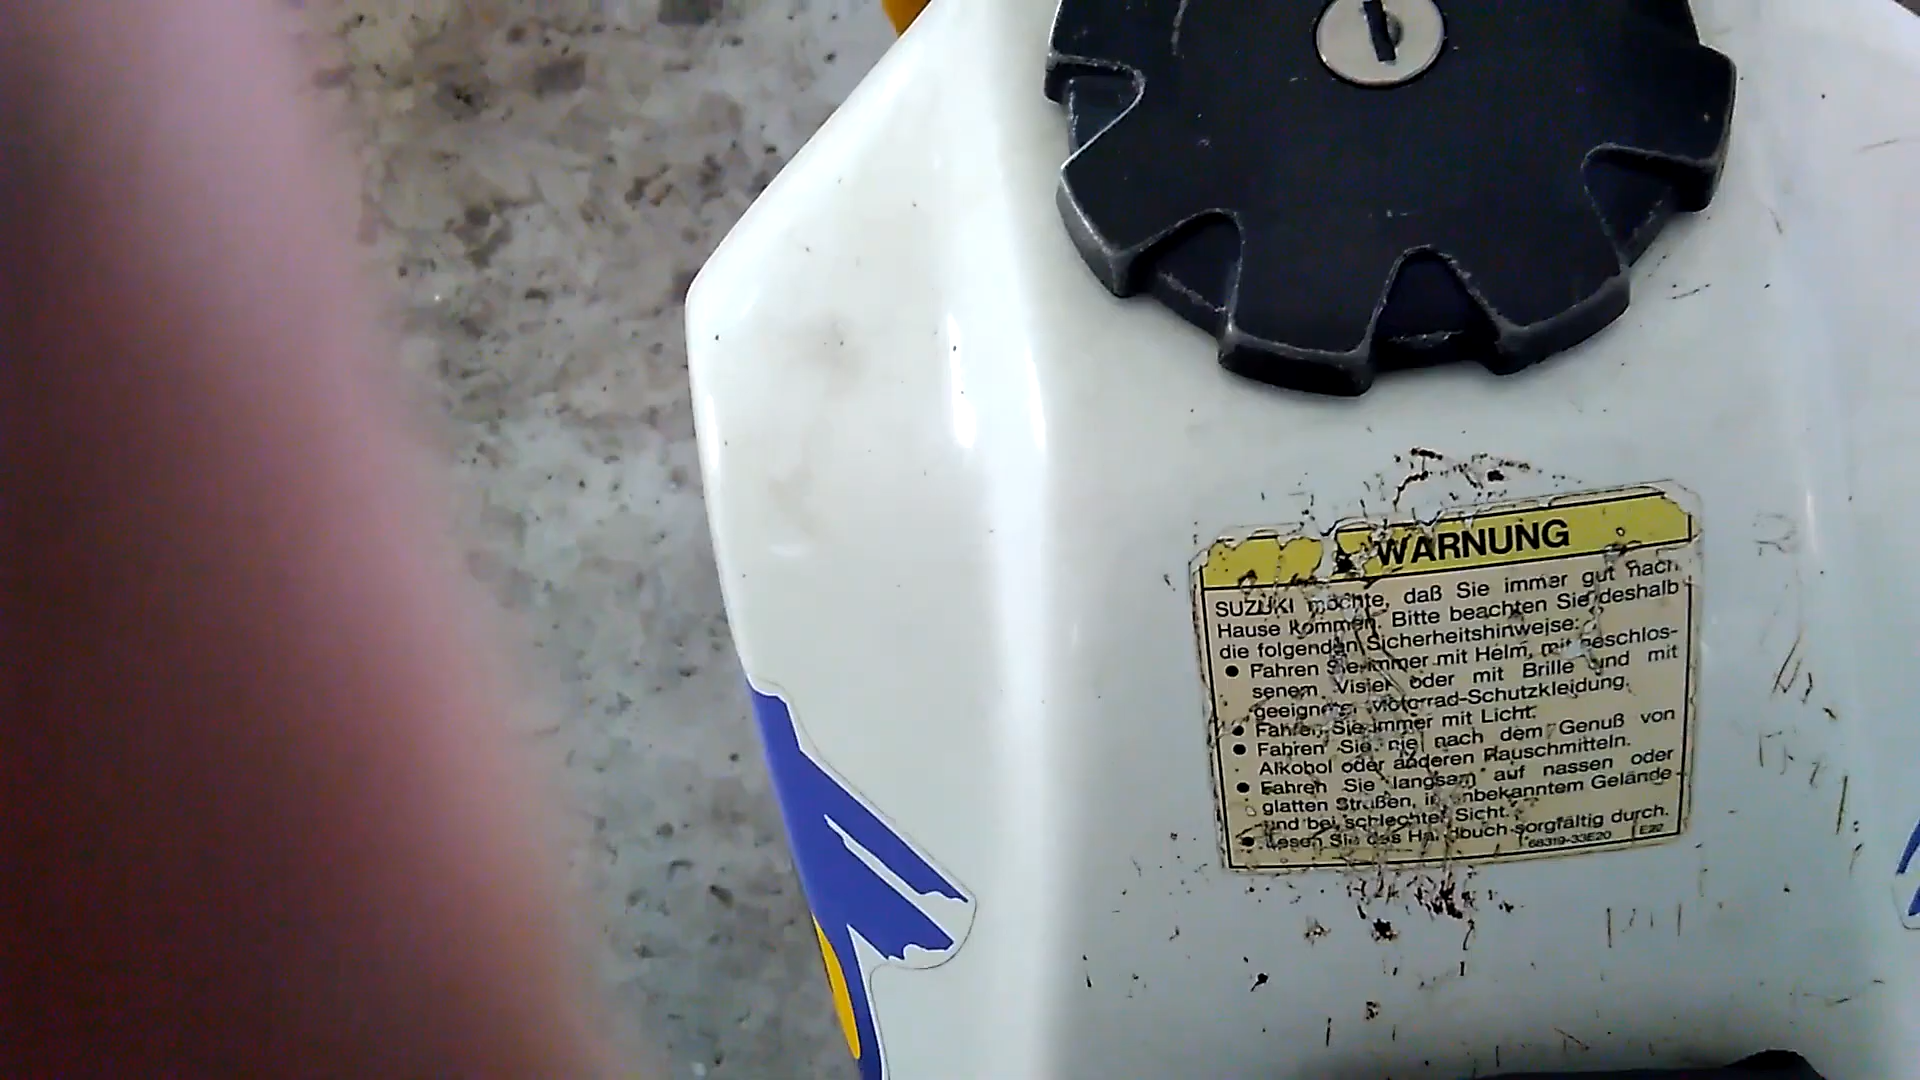 WARNUNG
SUZUKI möchte, daß Sie immer gut nach
Hause kommen. Bitte beachten Sie deshalb
die folgenden Sicherheitshinweise:
● Fahren Sie immer mit Helm, mit geschlos-
senem Visier oder mit Brille und mit
geeigneter Motorrad-Schutzkleidung.
● Fahren Sie immer mit Licht.
● Fahren Sie nie nach dem Genuß von
Alkohol oder anderen Rauschmitteln.
● Fahren Sie langsam auf nassen oder
glatten Straßen, in unbekanntem Gelände
und bei schlechter Sicht.
● Lesen Sie das Handbuch sorgfältig durch.
68319-33E20 E22